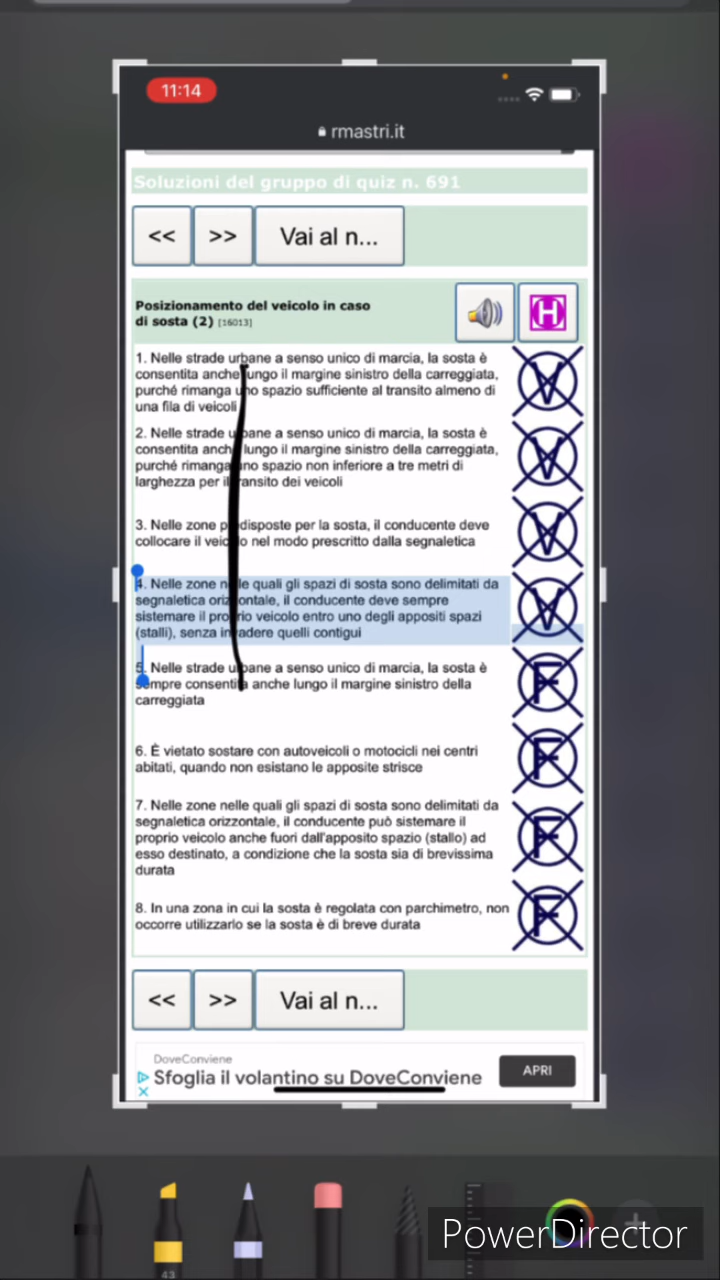 11:14
rmastri.it
Soluzioni del gruppo di quiz n. 691
<< >> Vai al n...
Posizionamento del veicolo in caso
di sosta (2) [16013]
H
1. Nelle strade urbane a senso unico di marcia, la sosta è
consentita anche lungo il margine sinistro della carreggiata,
purché rimanga uno spazio sufficiente al transito almeno di
una fila di veicoli
V
2. Nelle strade urbane a senso unico di marcia, la sosta è
consentita anche lungo il margine sinistro della carreggiata,
purché rimanga uno spazio non inferiore a tre metri di
larghezza per il transito dei veicoli
V
3. Nelle zone predisposte per la sosta, il conducente deve
collocare il veicolo nel modo prescritto dalla segnaletica
V
4. Nelle zone nelle quali gli spazi di sosta sono delimitati da
segnaletica orizzontale, il conducente deve sempre
sistemare il proprio veicolo entro uno degli appositi spazi
(stalli), senza invadere quelli contigui
V
5. Nelle strade urbane a senso unico di marcia, la sosta è
sempre consentita anche lungo il margine sinistro della
carreggiata
F
6. È vietato sostare con autoveicoli o motocicli nei centri
abitati, quando non esistano le apposite strisce
F
7. Nelle zone nelle quali gli spazi di sosta sono delimitati da
segnaletica orizzontale, il conducente può sistemare il
proprio veicolo anche fuori dall'apposito spazio (stallo) ad
esso destinato, a condizione che la sosta sia di brevissima
durata
F
8. In una zona in cui la sosta è regolata con parchimetro, non
occorre utilizzarlo se la sosta è di breve durata
F
<< >> Vai al n...
DoveConviene
Sfoglia il volantino su DoveConviene
APRI
43
PowerDirector